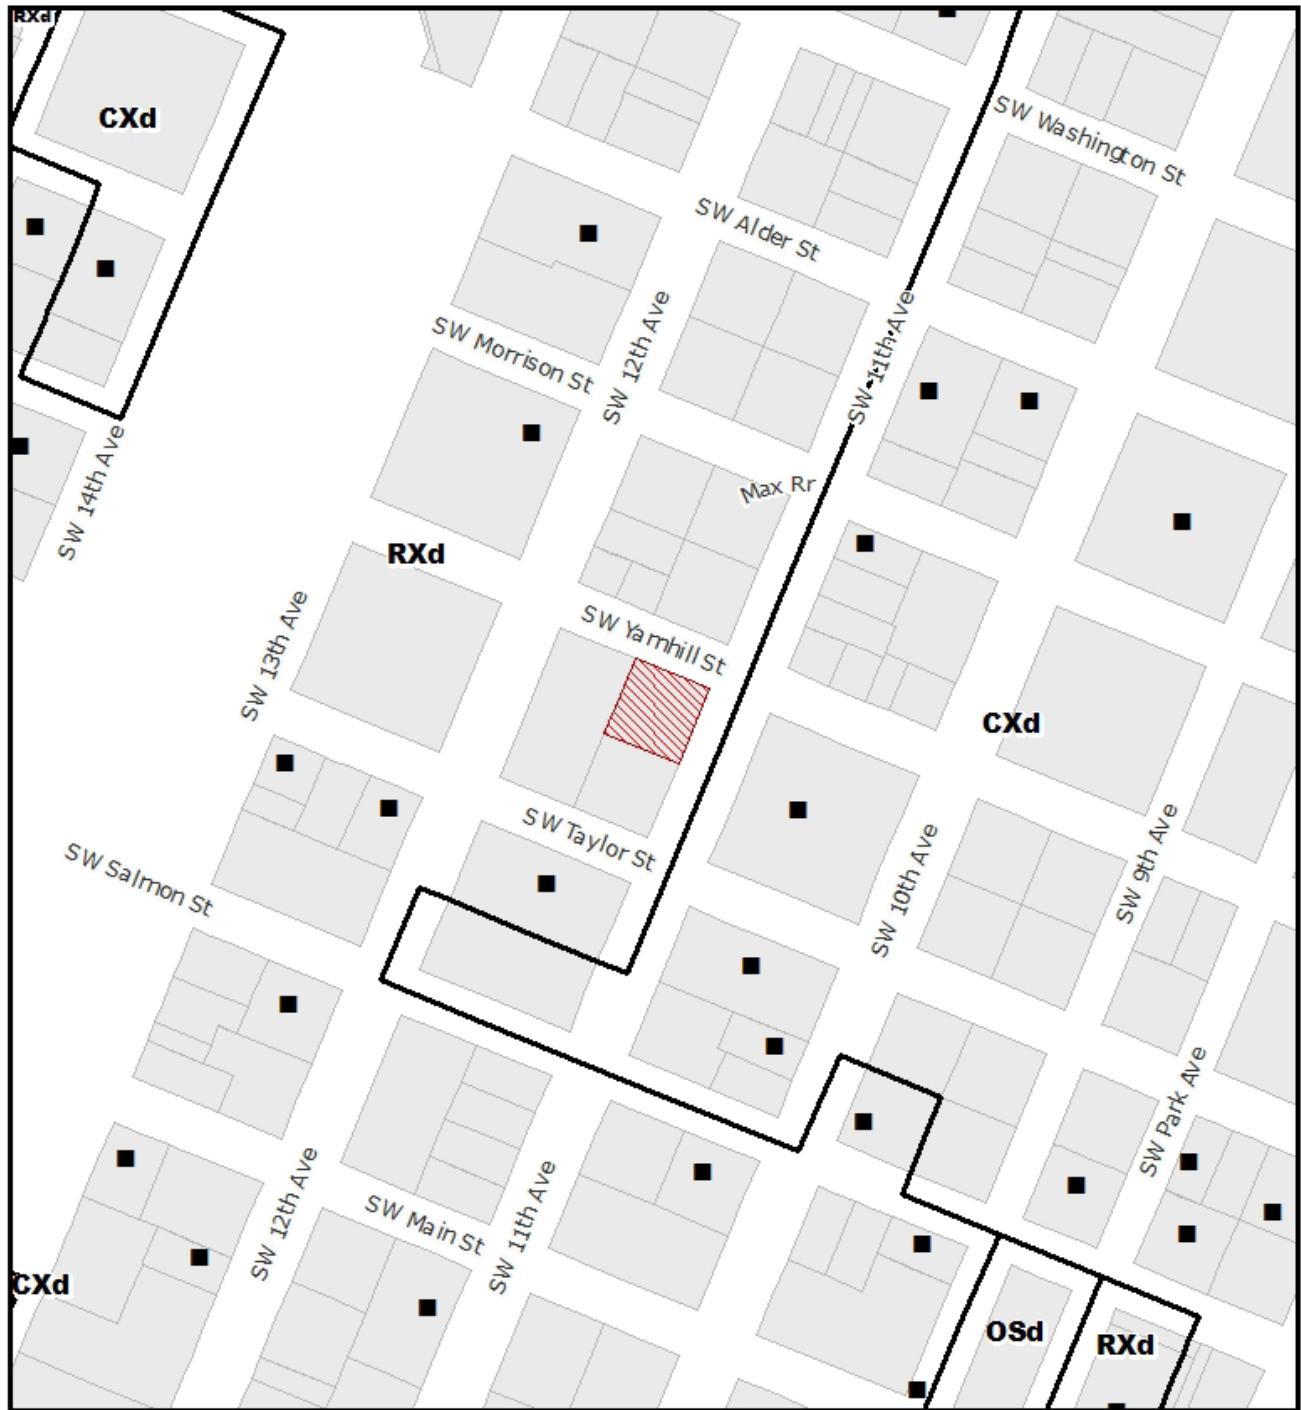 RXd
CXd
SW Washington St
SW Alder St
SW Morrison St
SW 12th Ave
SW 11th Ave
SW 14th Ave
Max Rr
RXd
SW 13th Ave
SW Yamhill St
CXd
SW Taylor St
SW Salmon St
SW 10th Ave
SW 9th Ave
SW Park Ave
SW 12th Ave
SW Main St
SW 11th Ave
CXd
OSd
RXd